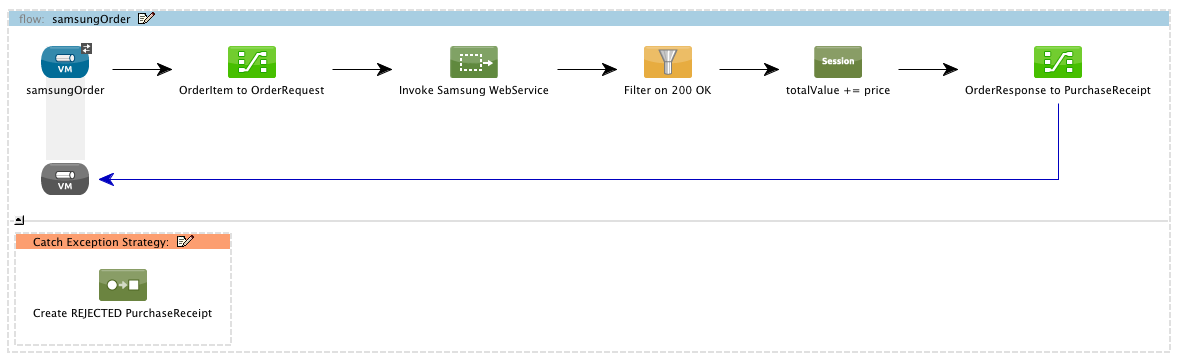 flow: samsungOrder
VM
samsungOrder
OrderItem to OrderRequest
Invoke Samsung WebService
Filter on 200 OK
Session
totalValue += price
OrderResponse to PurchaseReceipt
VM
Catch Exception Strategy:
Create REJECTED PurchaseReceipt